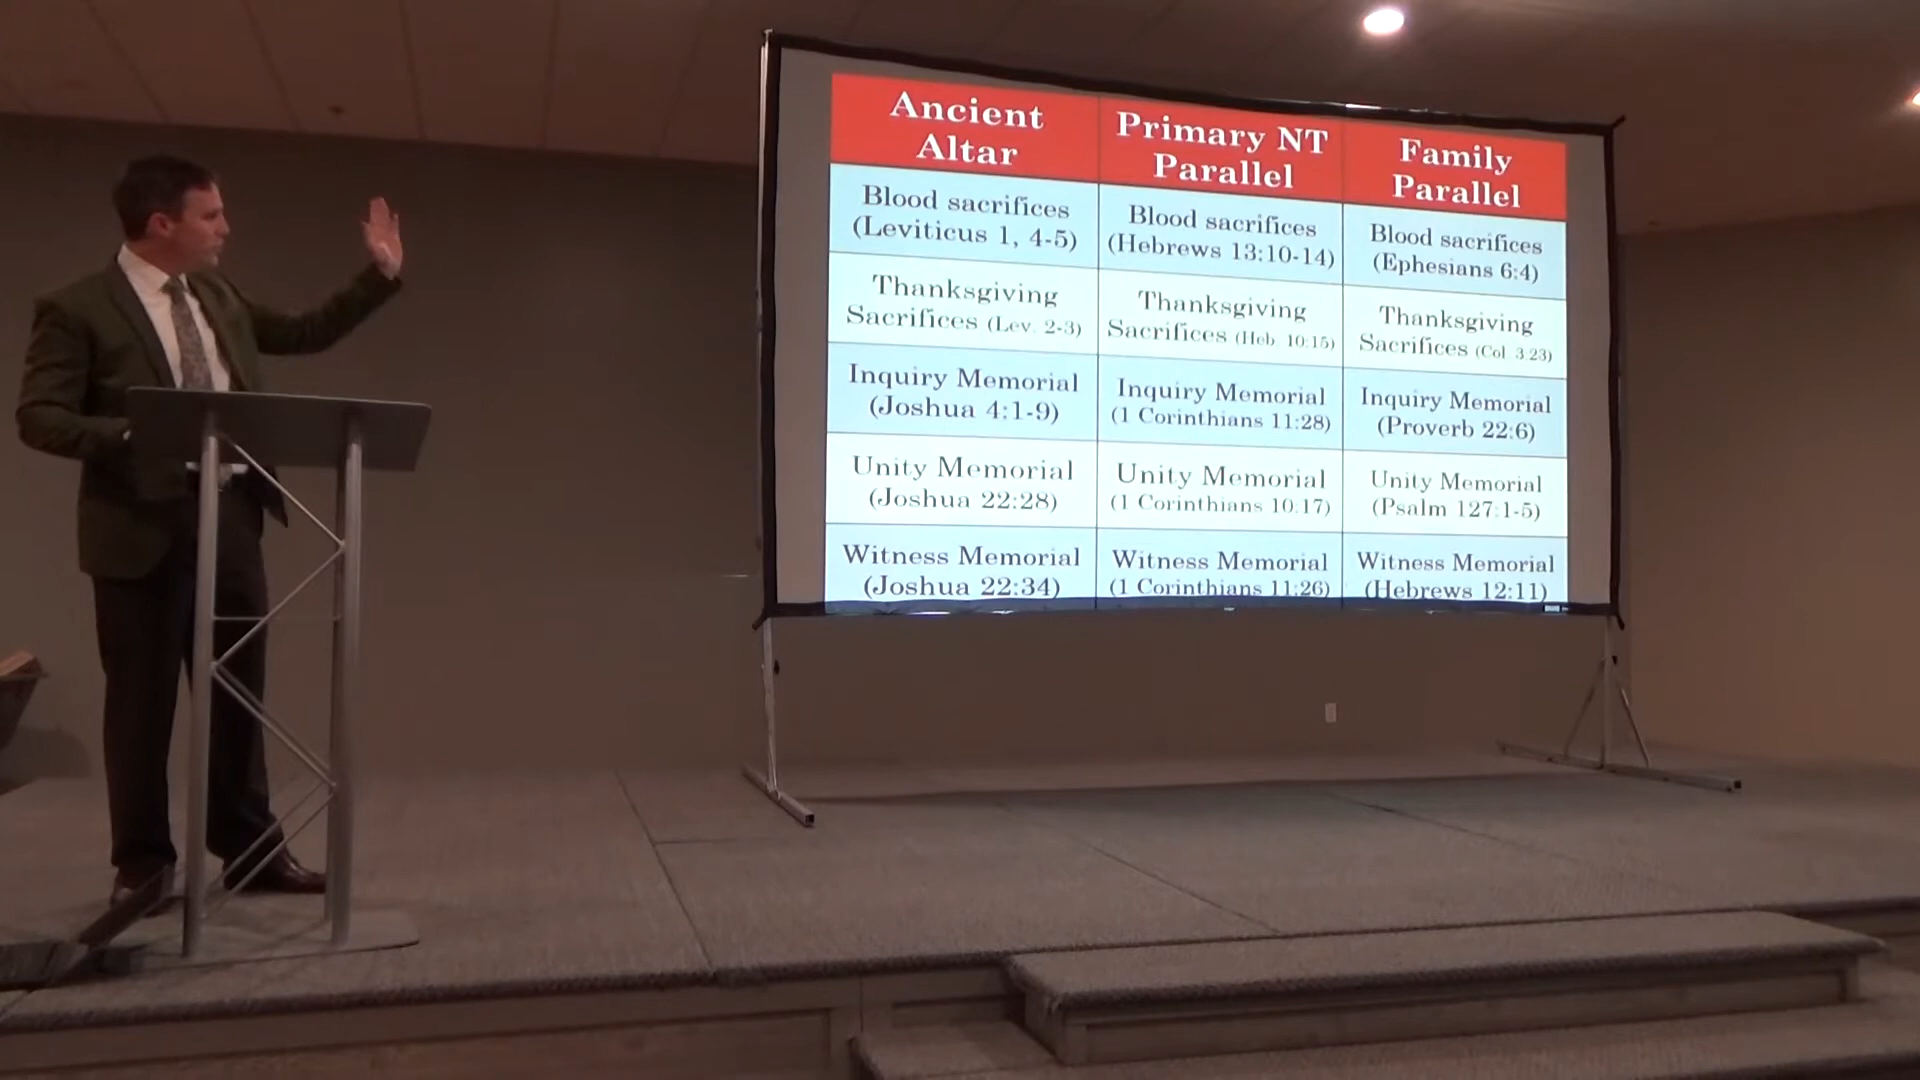 Ancient
Altar
Primary NT
Parallel
Family
Parallel
Blood sacrifices
(Leviticus 1, 4-5)
Blood sacrifices
(Hebrews 13:10-14)
Blood sacrifices
(Ephesians 6:4)
Thanksgiving
Sacrifices (Lev. 2-3)
Thanksgiving
Sacrifices (Heb. 10:15)
Thanksgiving
Sacrifices (Col. 3:23)
Inquiry Memorial
(Joshua 4:1-9)
Inquiry Memorial
(1 Corinthians 11:28)
Inquiry Memorial
(Proverb 22:6)
Unity Memorial
(Joshua 22:28)
Unity Memorial
(1 Corinthians 10:17)
Unity Memorial
(Psalm 127:1-5)
Witness Memorial
(Joshua 22:34)
Witness Memorial
(1 Corinthians 11:26)
Witness Memorial
(Hebrews 12:11)